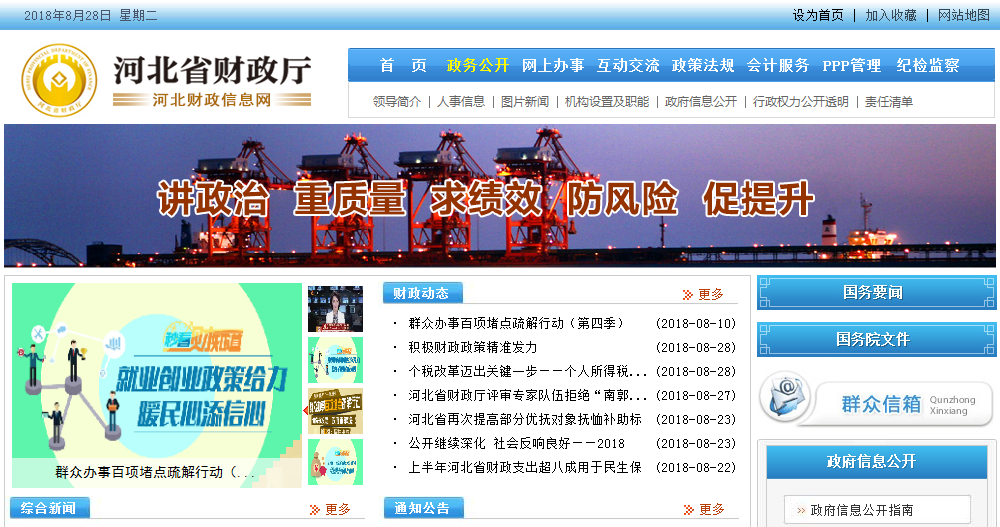 2018年8月28日 星期二
设为首页 | 加入收藏 | 网站地图
河北省财政厅
河北财政信息网
首 页 政务公开 网上办事 互动交流 政策法规 会计服务 PPP管理 纪检监察
领导简介 | 人事信息 | 图片新闻 | 机构设置及职能 | 政府信息公开 | 行政权力公开透明 | 责任清单
讲政治 重质量 求绩效 防风险 促提升
就业创业政策给力
暖民心添信心
群众办事百项堵点疏解行动（...
财政动态
更多
· 群众办事百项堵点疏解行动（第四季） (2018-08-10)
· 积极财政政策精准发力 (2018-08-28)
· 个税改革迈出关键一步——个人所得税... (2018-08-28)
· 河北省财政厅评审专家队伍拒绝“南郭... (2018-08-27)
· 河北省再次提高部分优抚对象抚恤补助标 (2018-08-23)
· 公开继续深化 社会反响良好——2018 (2018-08-23)
· 上半年河北省财政支出超八成用于民生保 (2018-08-22)
国务要闻
国务院文件
群众信箱 Qunzhong
Xinxiang
政府信息公开
政府信息公开指南
综合新闻
更多
通知公告
更多